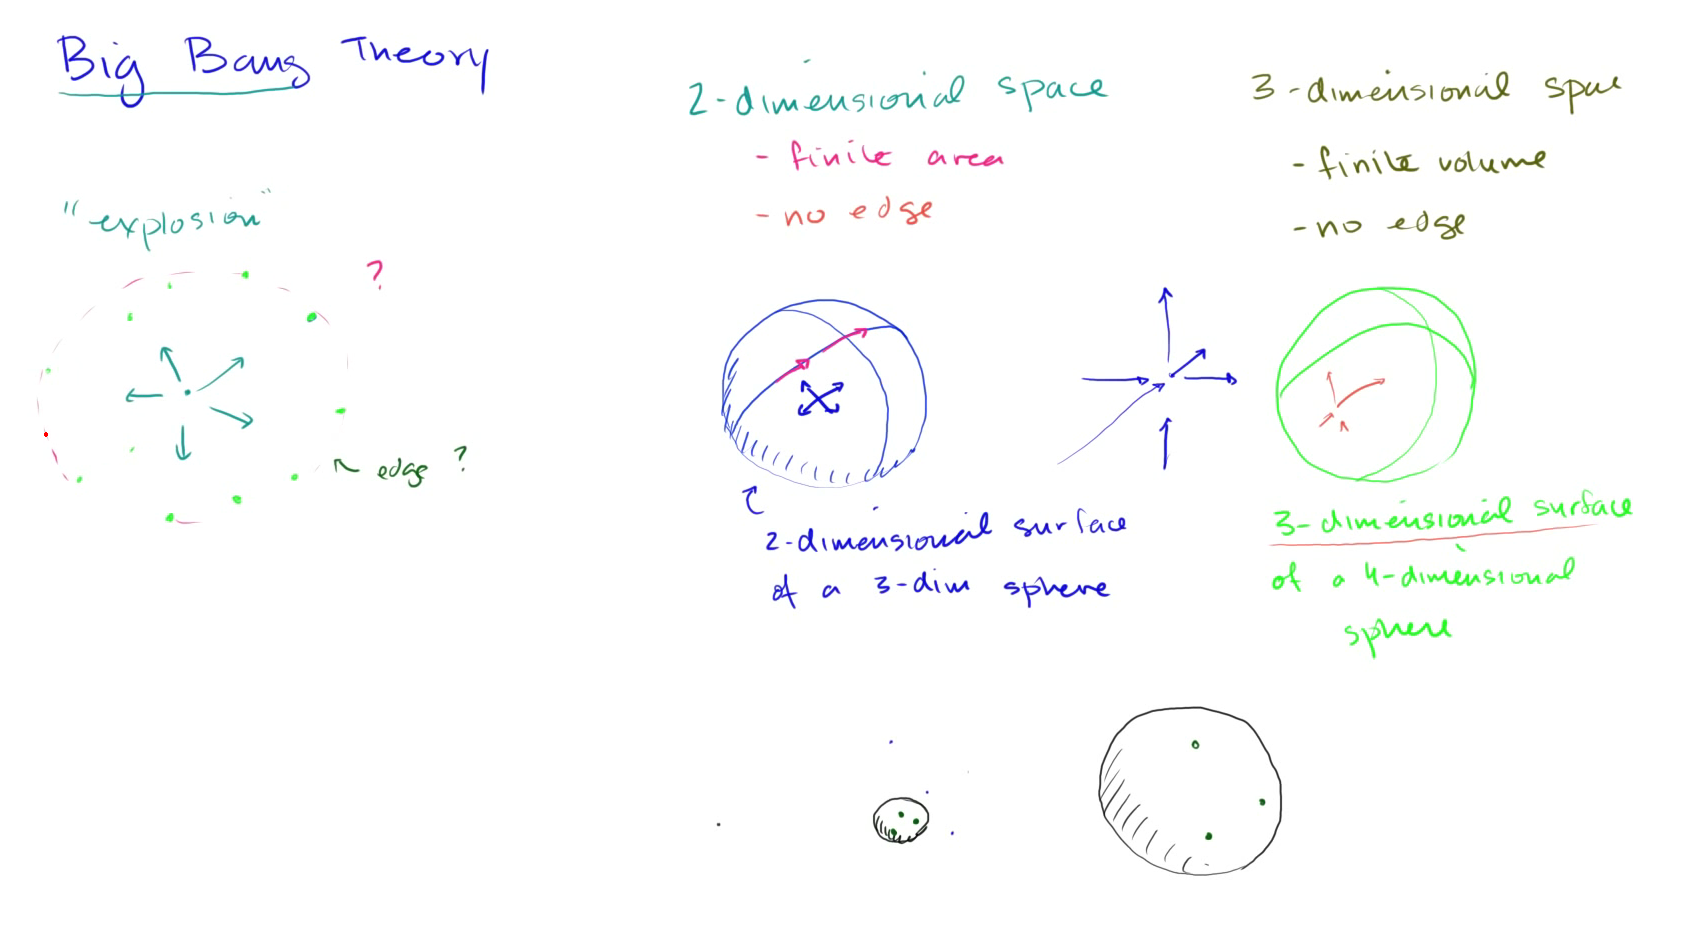 Big Bang Theory
"explosion"
?
edge ?
2-dimensional space
- finite area
- no edge
2-dimensional surface
of a 3-dim sphere
3-dimensional space
- finite volume
- no edge
3-dimensional surface
of a 4-dimensional
sphere